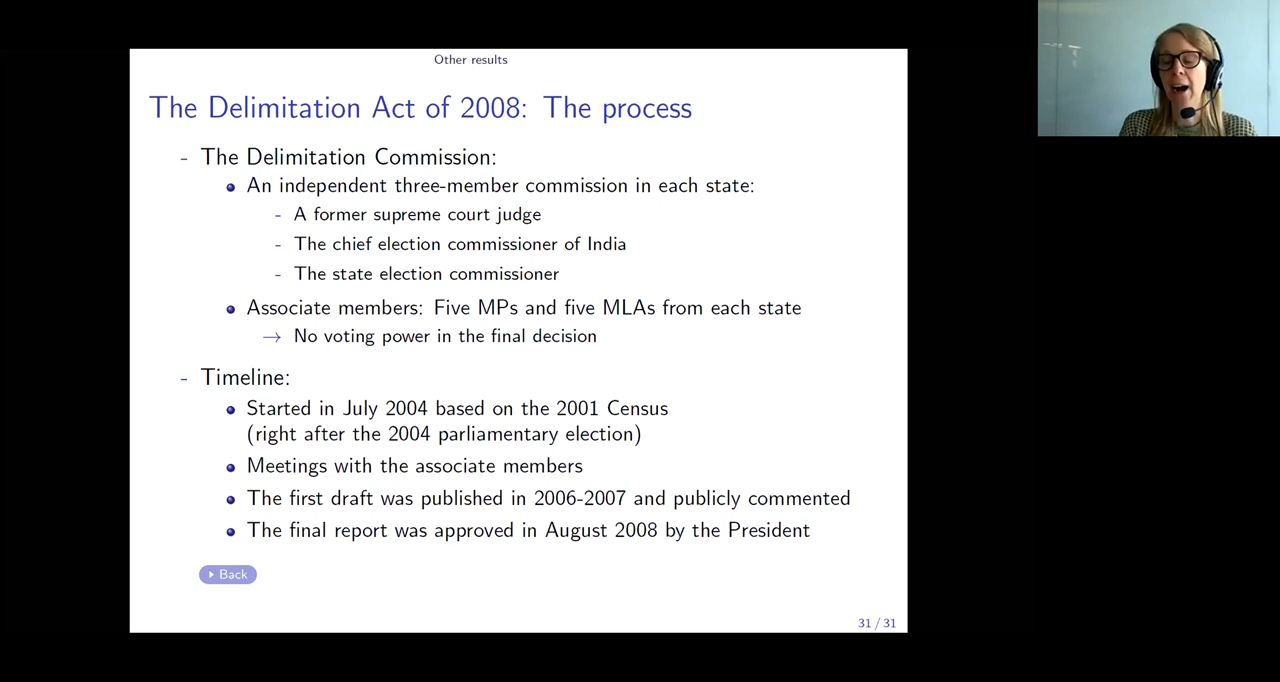 Other results
The Delimitation Act of 2008: The process
- The Delimitation Commission:
An independent three-member commission in each state:
- A former supreme court judge
- The chief election commissioner of India
- The state election commissioner
Associate members: Five MPs and five MLAs from each state
→ No voting power in the final decision
- Timeline:
Started in July 2004 based on the 2001 Census
(right after the 2004 parliamentary election)
Meetings with the associate members
The first draft was published in 2006-2007 and publicly commented
The final report was approved in August 2008 by the President
Back
31 / 31